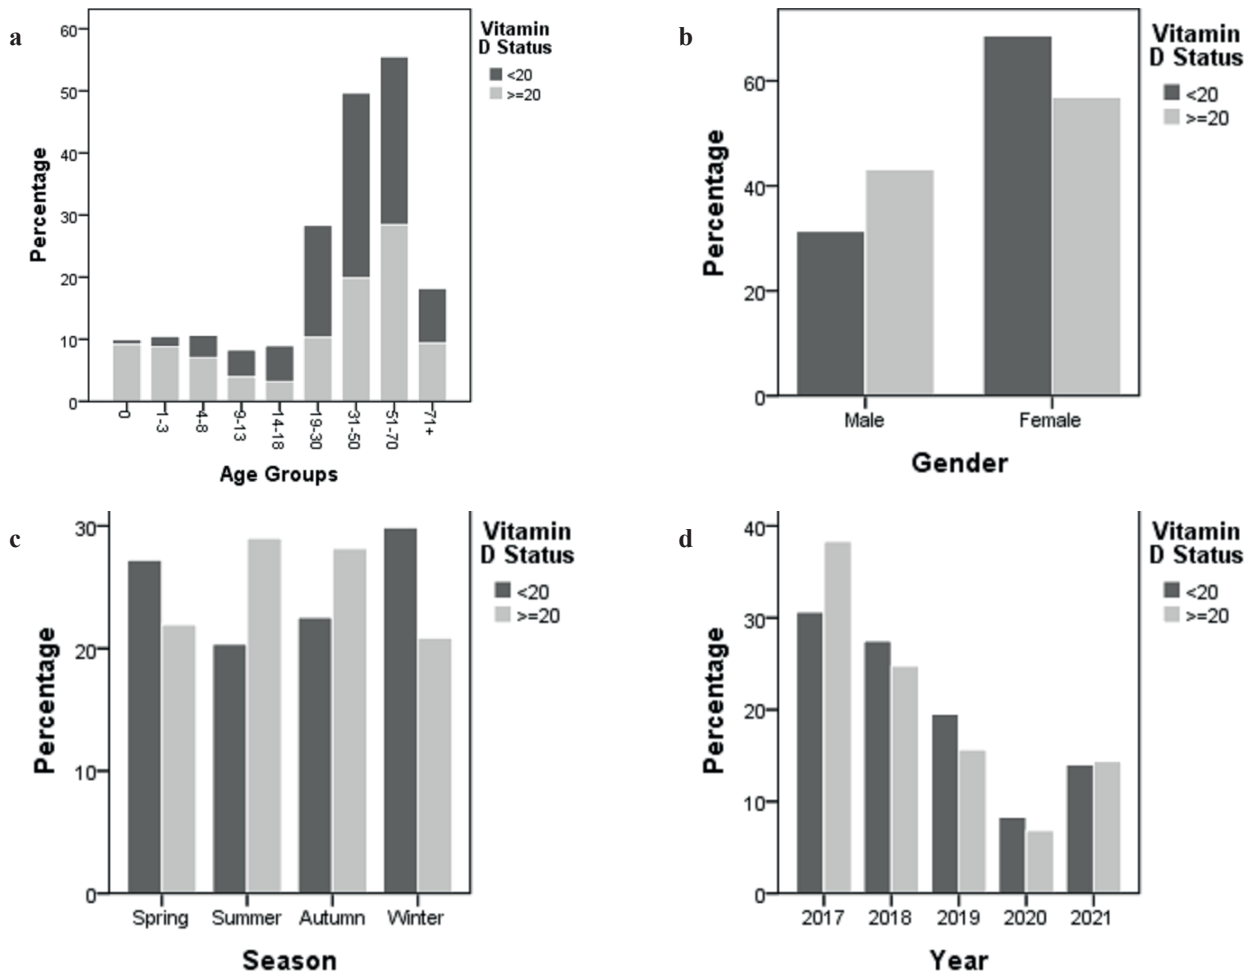 a
Vitamin
D Status
<20
>=20
60
50
40
30
20
10
0
Percentage
0
1-3
4-8
9-13
14-18
19-30
31-50
51-70
71+
Age Groups
b
Vitamin
D Status
<20
>=20
60
40
20
0
Percentage
Male
Female
Gender
c
Vitamin
D Status
<20
>=20
30
20
10
0
Percentage
Spring
Summer
Autumn
Winter
Season
d
Vitamin
D Status
<20
>=20
40
30
20
10
0
Percentage
2017
2018
2019
2020
2021
Year